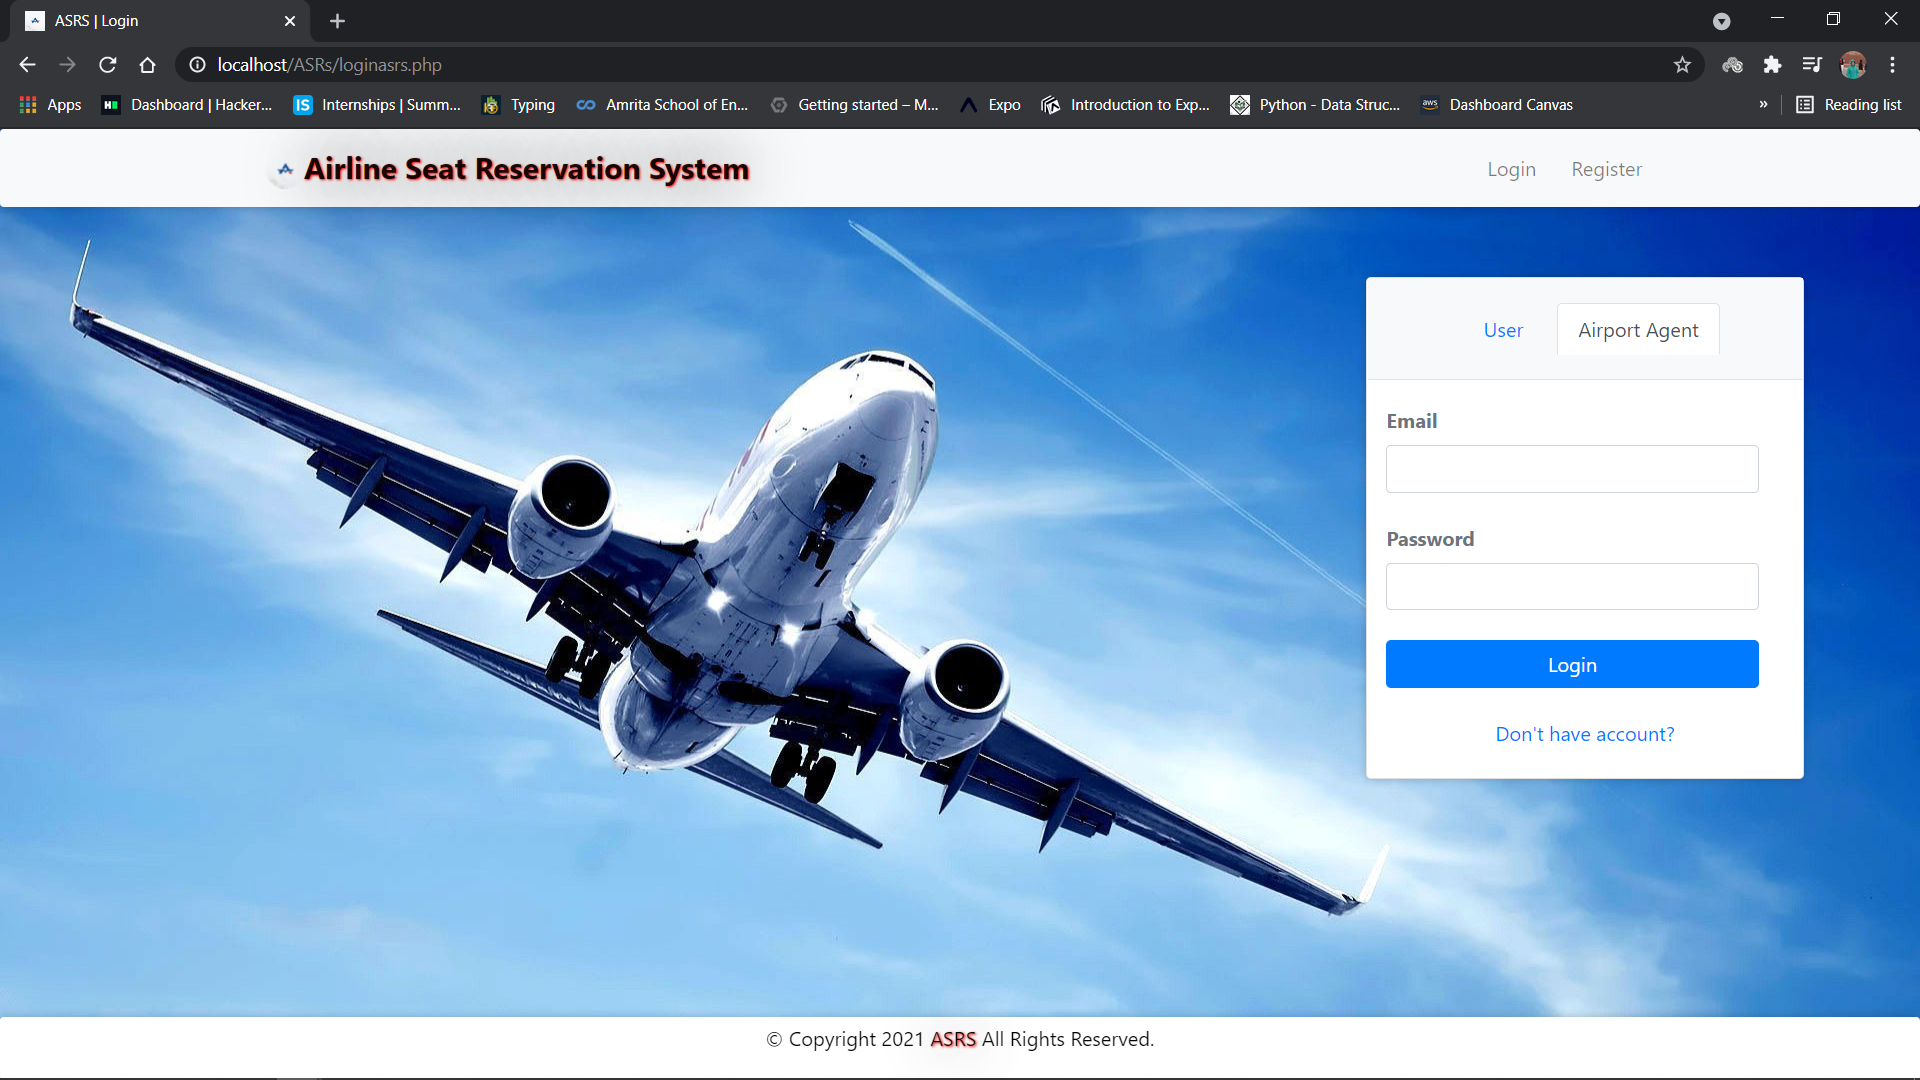 ASRS | Login
localhost/ASRs/loginasrs.php
Apps Dashboard | Hacker... Internships | Summ... Typing Amrita School of En... Getting started – M... Expo Introduction to Exp... Python - Data Struc... aws Dashboard Canvas » Reading list
Airline Seat Reservation System Login Register
User Airport Agent
Email
Password
Login
Don't have account?
© Copyright 2021 ASRS All Rights Reserved.